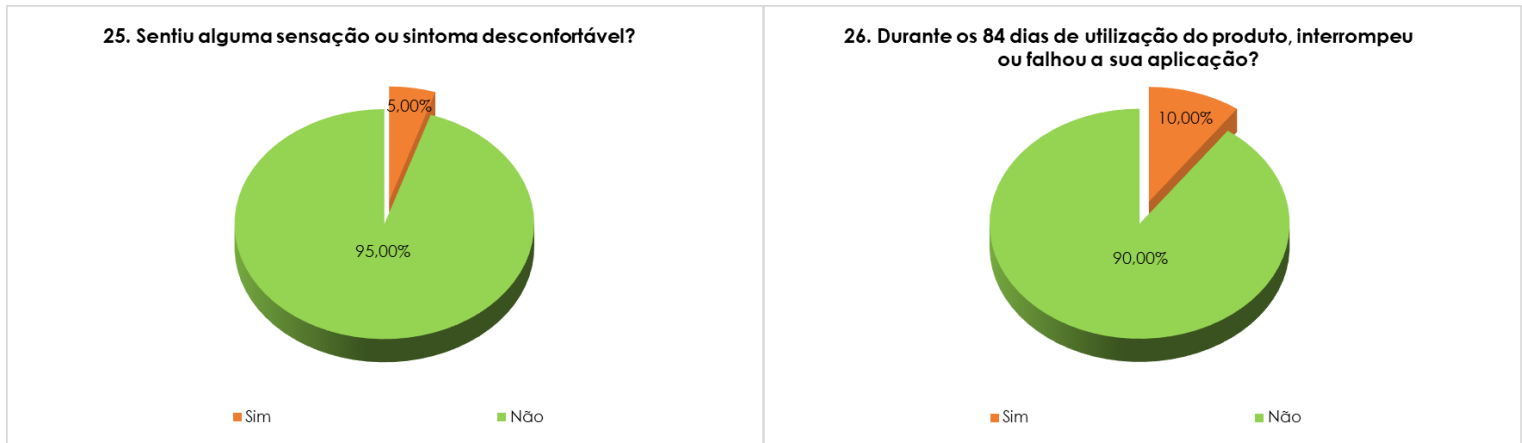 25. Sentiu alguma sensação ou sintoma desconfortável?
5,00%
95,00%
Sim
Não
26. Durante os 84 dias de utilização do produto, interrompeu
ou falhou a sua aplicação?
10,00%
90,00%
Sim
Não